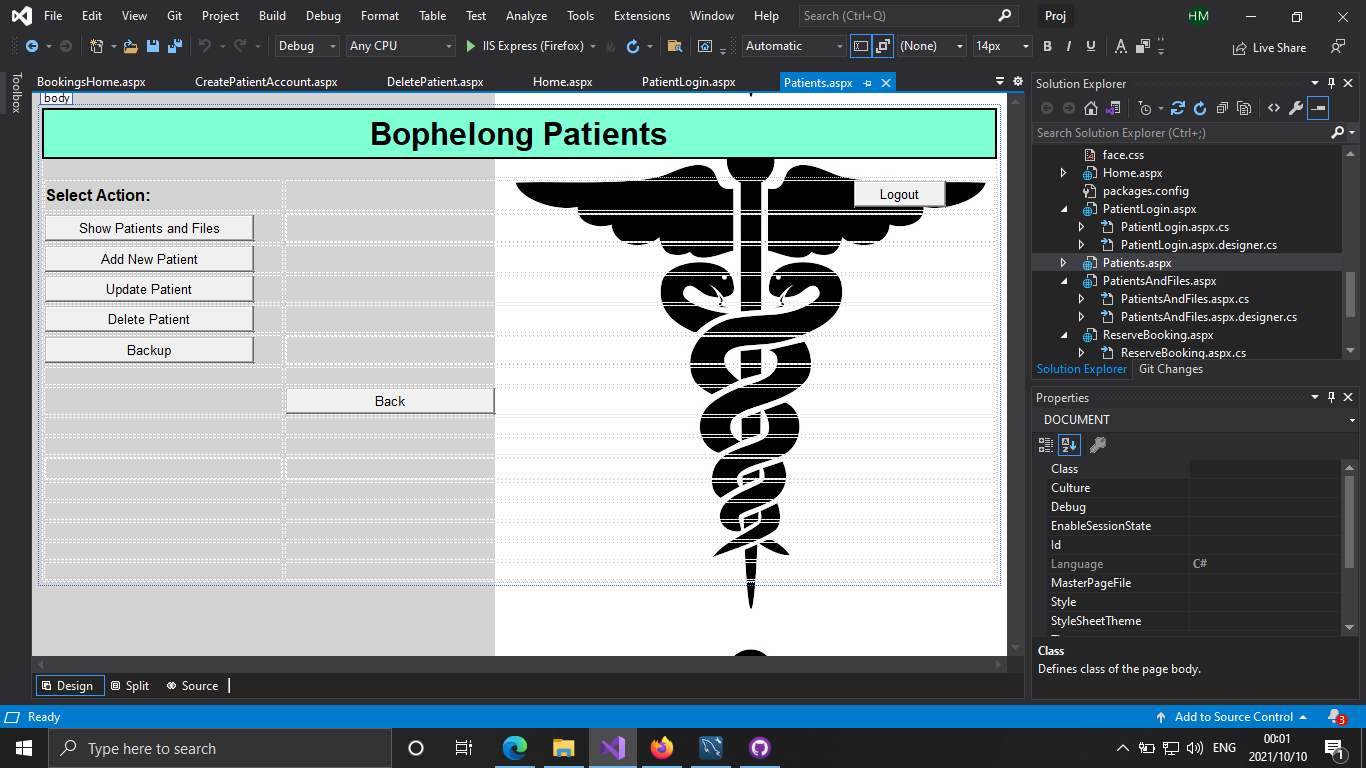 File Edit View Git Project Build Debug Format Table Test Analyze Tools Extensions Window Help Search (Ctrl+Q) Proj HM
Debug Any CPU IIS Express (Firefox) Automatic (None) 14px B I U A Live Share
Toolbox
BookingsHome.aspx CreatePatientAccount.aspx DeletePatient.aspx Home.aspx PatientLogin.aspx Patients.aspx
body
Bophelong Patients
Select Action:
Logout
Show Patients and Files
Add New Patient
Update Patient
Delete Patient
Backup
Back
Design Split Source
Solution Explorer
Search Solution Explorer (Ctrl+;)
face.css
Home.aspx
packages.config
PatientLogin.aspx
PatientLogin.aspx.cs
PatientLogin.aspx.designer.cs
Patients.aspx
PatientsAndFiles.aspx
PatientsAndFiles.aspx.cs
PatientsAndFiles.aspx.designer.cs
ReserveBooking.aspx
ReserveBooking.aspx.cs
Solution Explorer Git Changes
Properties
DOCUMENT
Class
Culture
Debug
EnableSessionState
Id
Language C#
MasterPageFile
Style
StyleSheetTheme
Class
Defines class of the page body.
Ready Add to Source Control 3
Type here to search ENG 00:01
2021/10/10 1